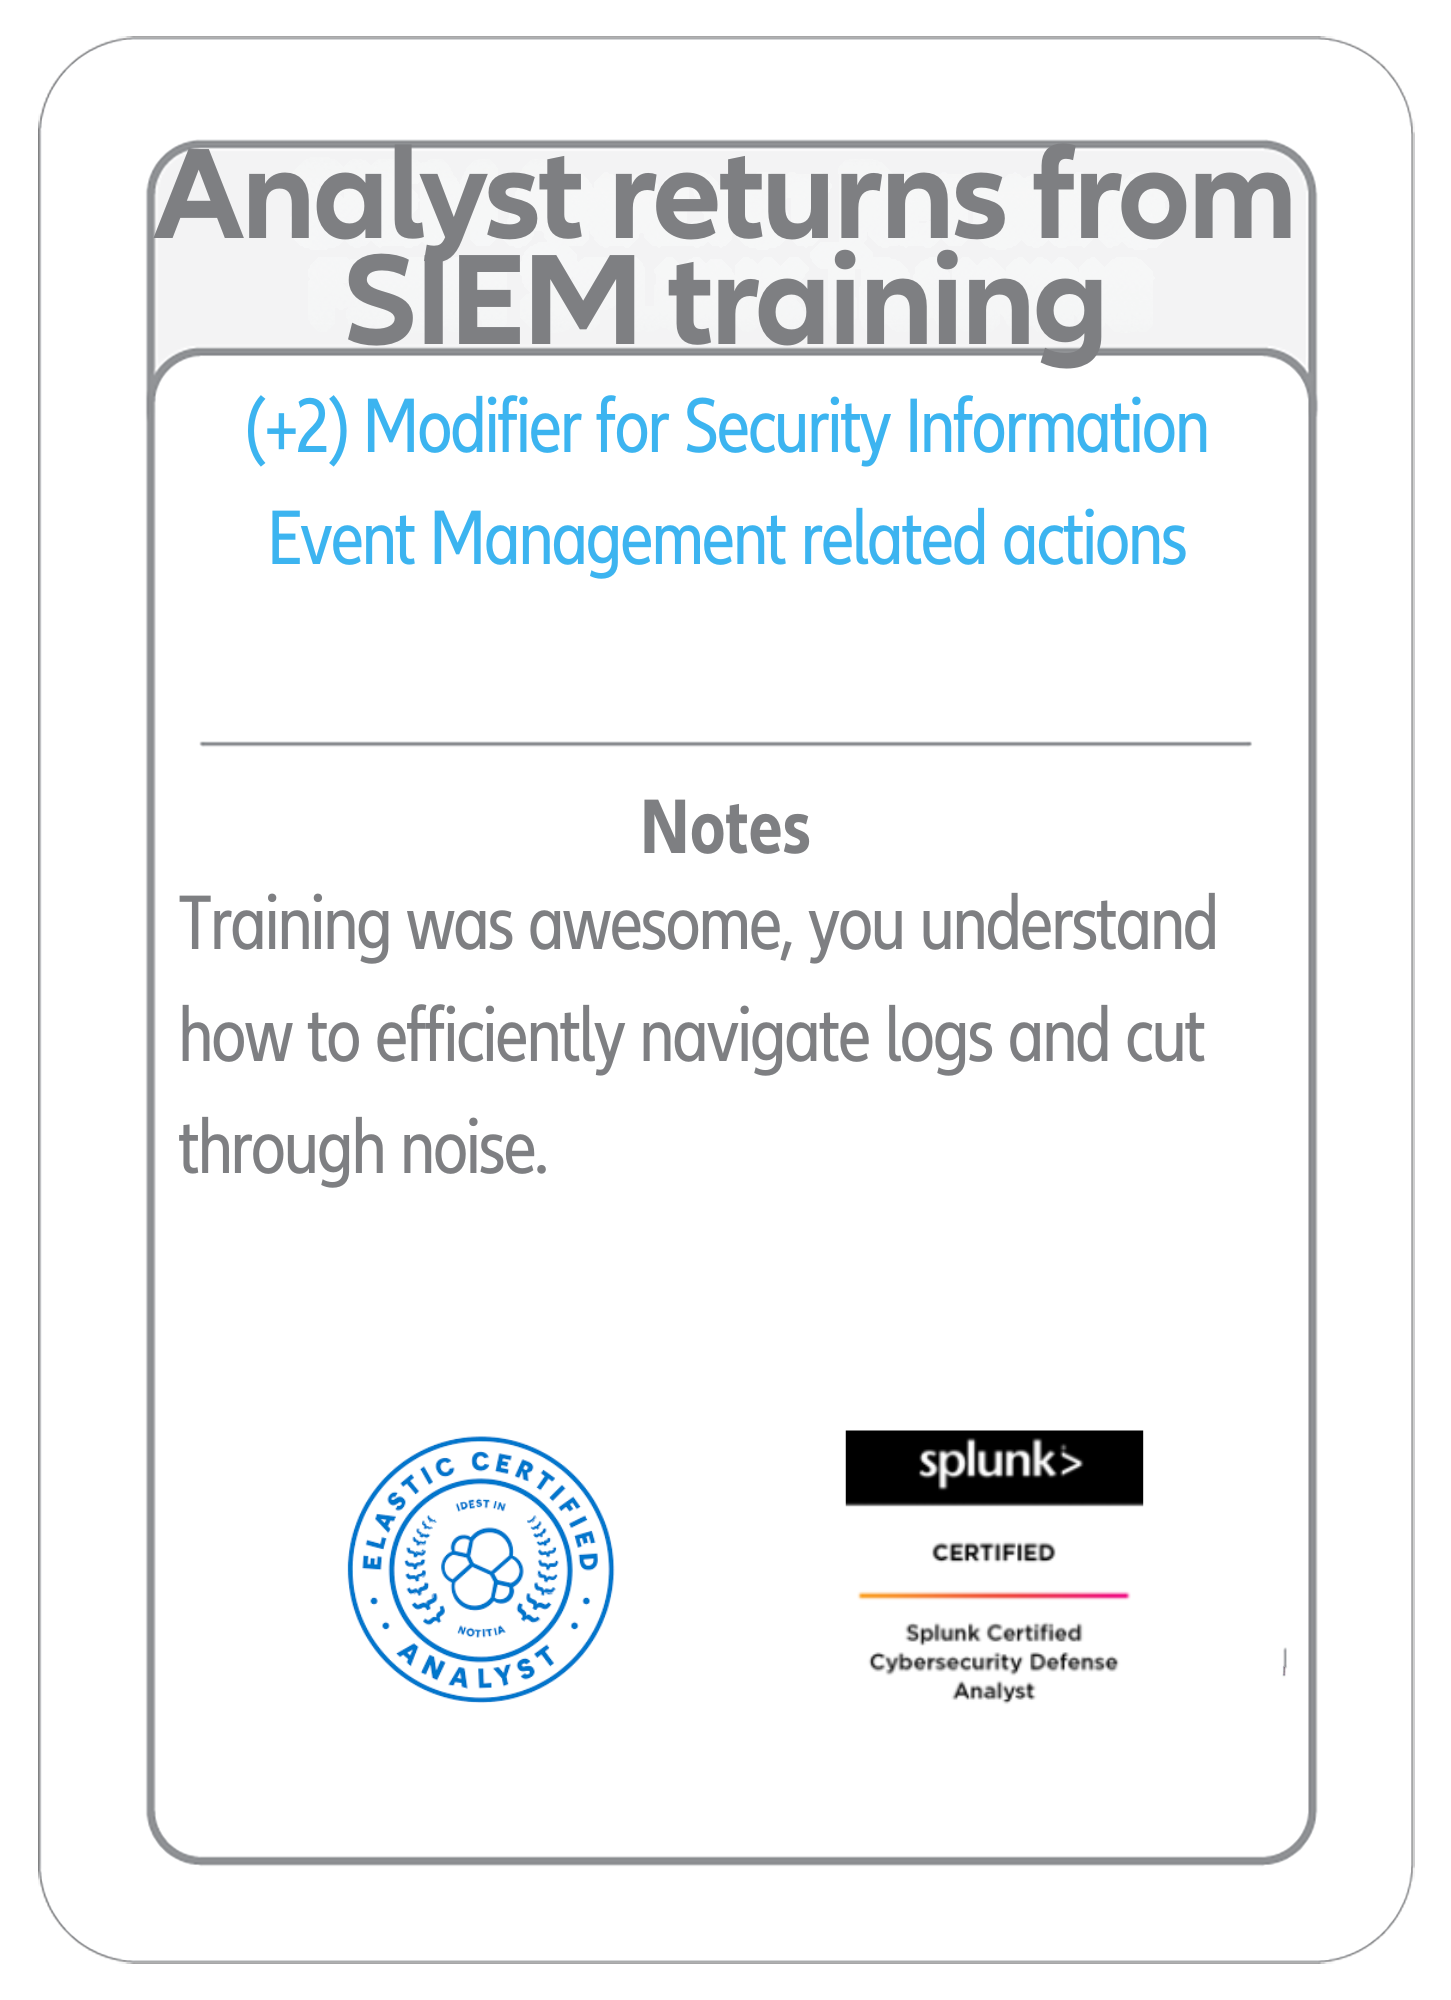 Analyst returns from
SIEM training
(+2) Modifier for Security Information
Event Management related actions
Notes
Training was awesome, you understand
how to efficiently navigate logs and cut
through noise.
ELASTIC CERTIFIED
IDEST IN
NOTITIA
ANALYST
splunk>
CERTIFIED
Splunk Certified
Cybersecurity Defense
Analyst